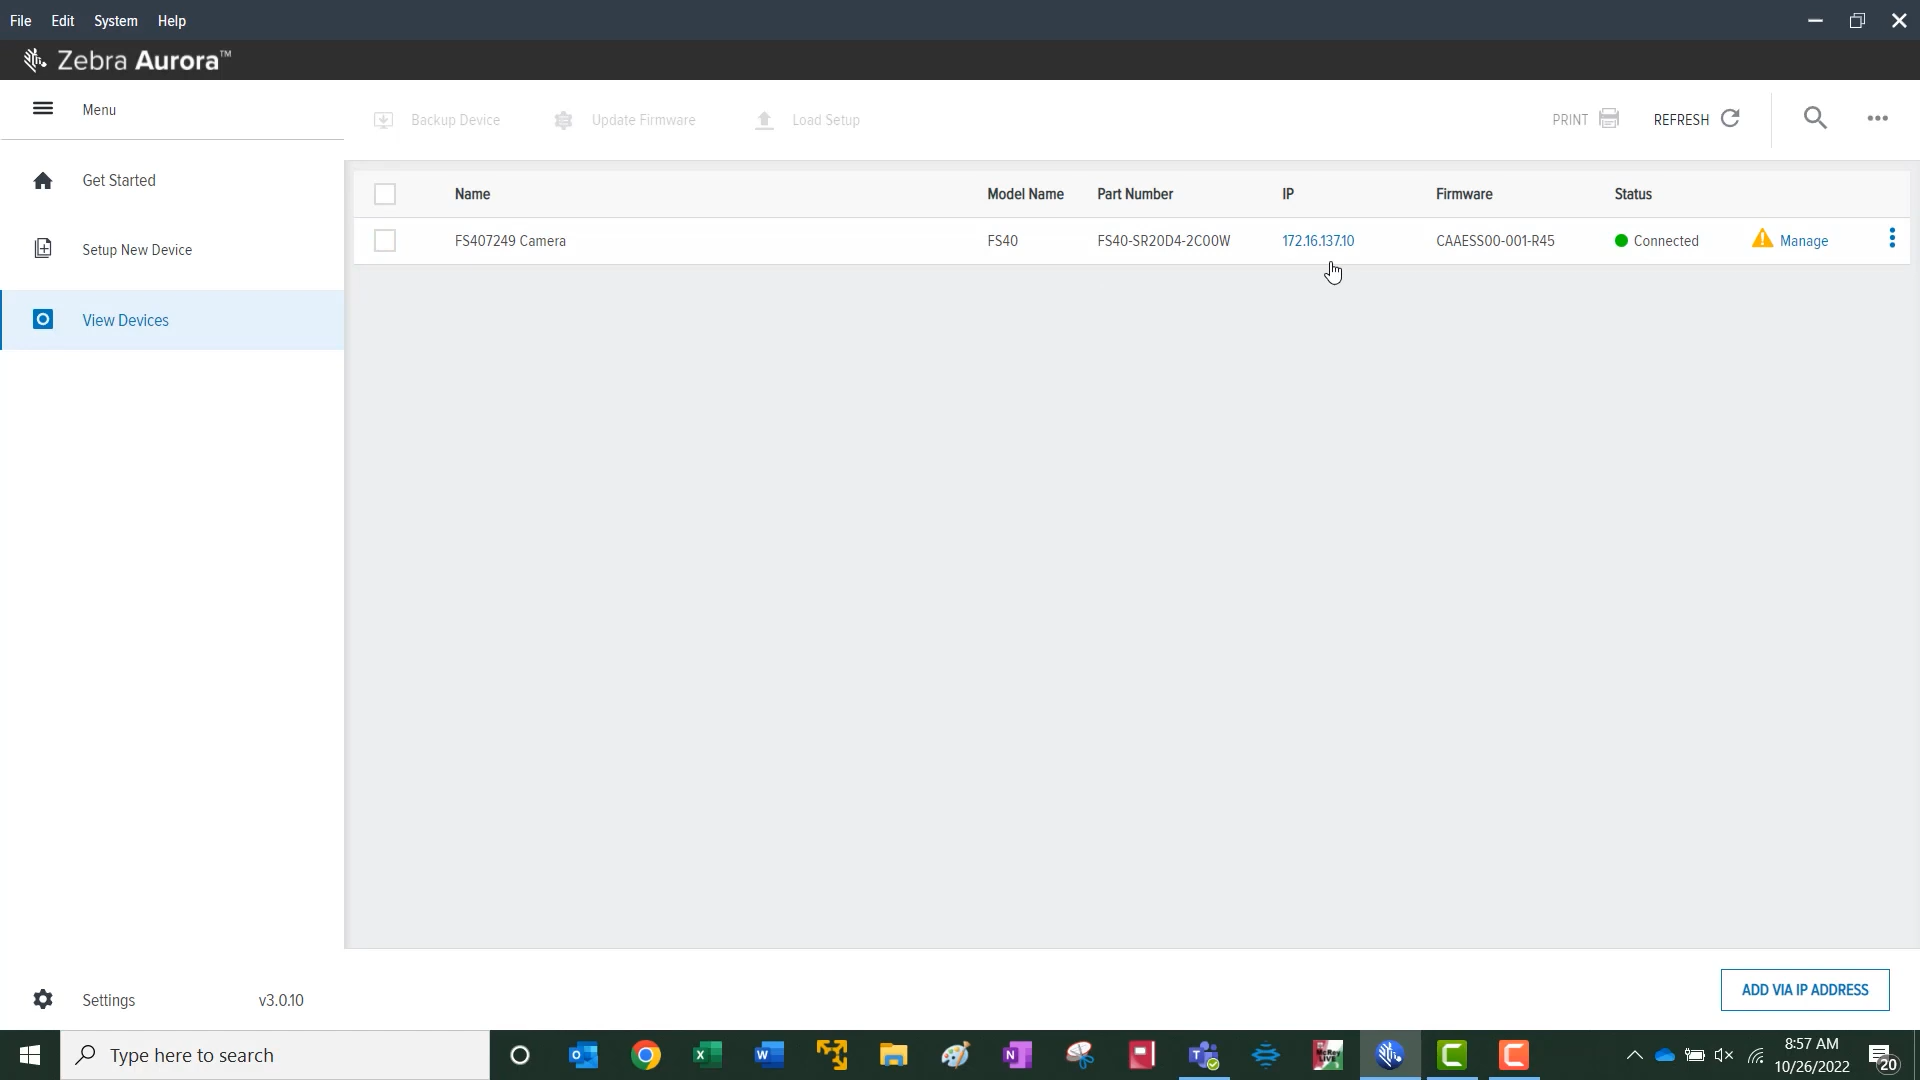 File Edit System Help
Zebra Aurora™
Menu
Backup Device Update Firmware Load Setup PRINT REFRESH
Get Started
Setup New Device
View Devices
Name Model Name Part Number IP Firmware Status
FS407249 Camera FS40 FS40-SR20D4-2C00W 172.16.137.10 CAAESS00-001-R45 Connected Manage
Settings v3.0.10
ADD VIA IP ADDRESS
Type here to search
8:57 AM
10/26/2022
20